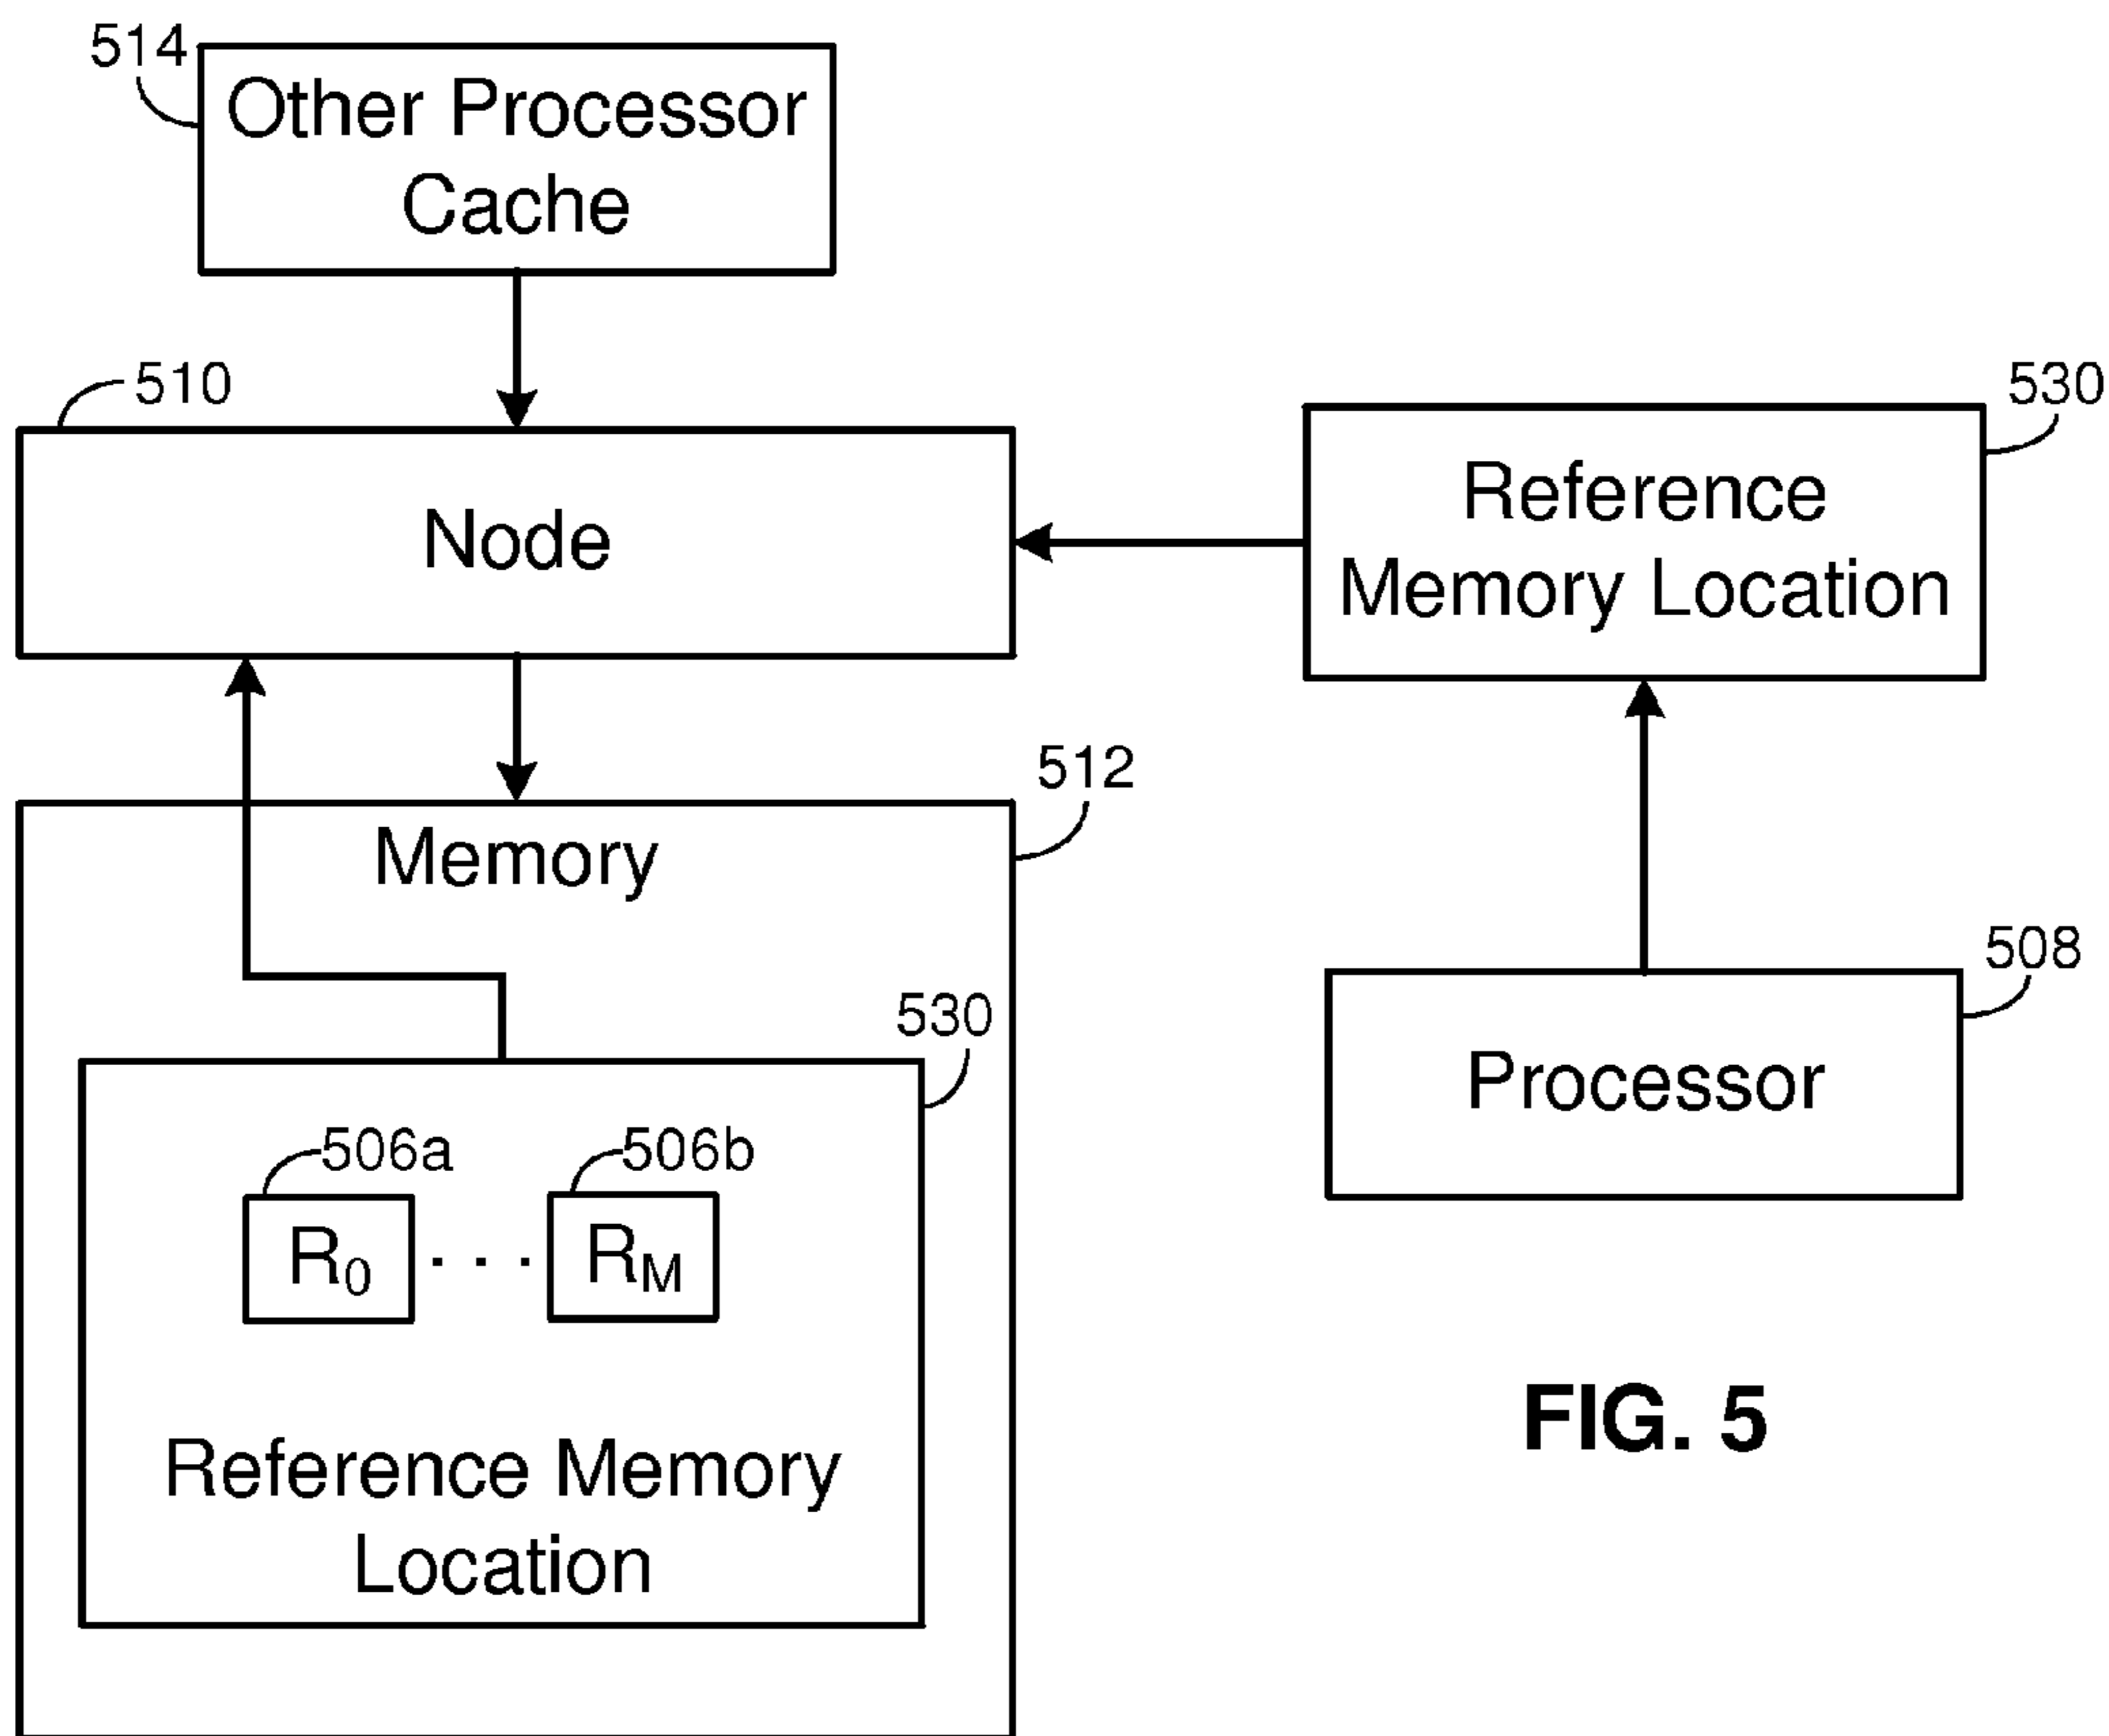 514
Other Processor
Cache
510
Node
530
Reference
Memory Location
512
Memory
508
Processor
530
506a
506b
R0
. . .
RM
Reference Memory
Location
FIG. 5